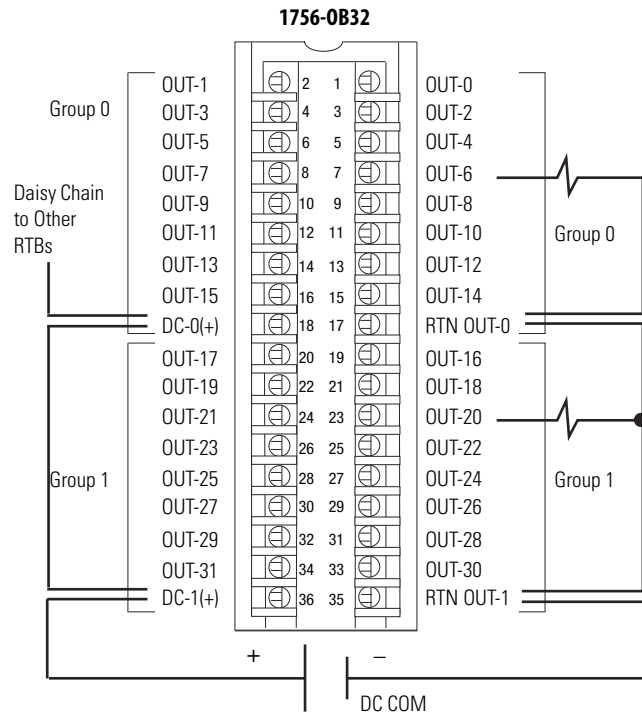 1756-OB32
Group 0
OUT-1 2 1 OUT-0
OUT-3 4 3 OUT-2
OUT-5 6 5 OUT-4
OUT-7 8 7 OUT-6
Daisy Chain
to Other
RTBs
OUT-9 10 9 OUT-8
OUT-11 12 11 OUT-10
Group 0
OUT-13 14 13 OUT-12
OUT-15 16 15 OUT-14
DC-0(+) 18 17 RTN OUT-0
OUT-17 20 19 OUT-16
OUT-19 22 21 OUT-18
OUT-21 24 23 OUT-20
OUT-23 26 25 OUT-22
Group 1
OUT-25 28 27 OUT-24
Group 1
OUT-27 30 29 OUT-26
OUT-29 32 31 OUT-28
OUT-31 34 33 OUT-30
DC-1(+) 36 35 RTN OUT-1
+ –
DC COM